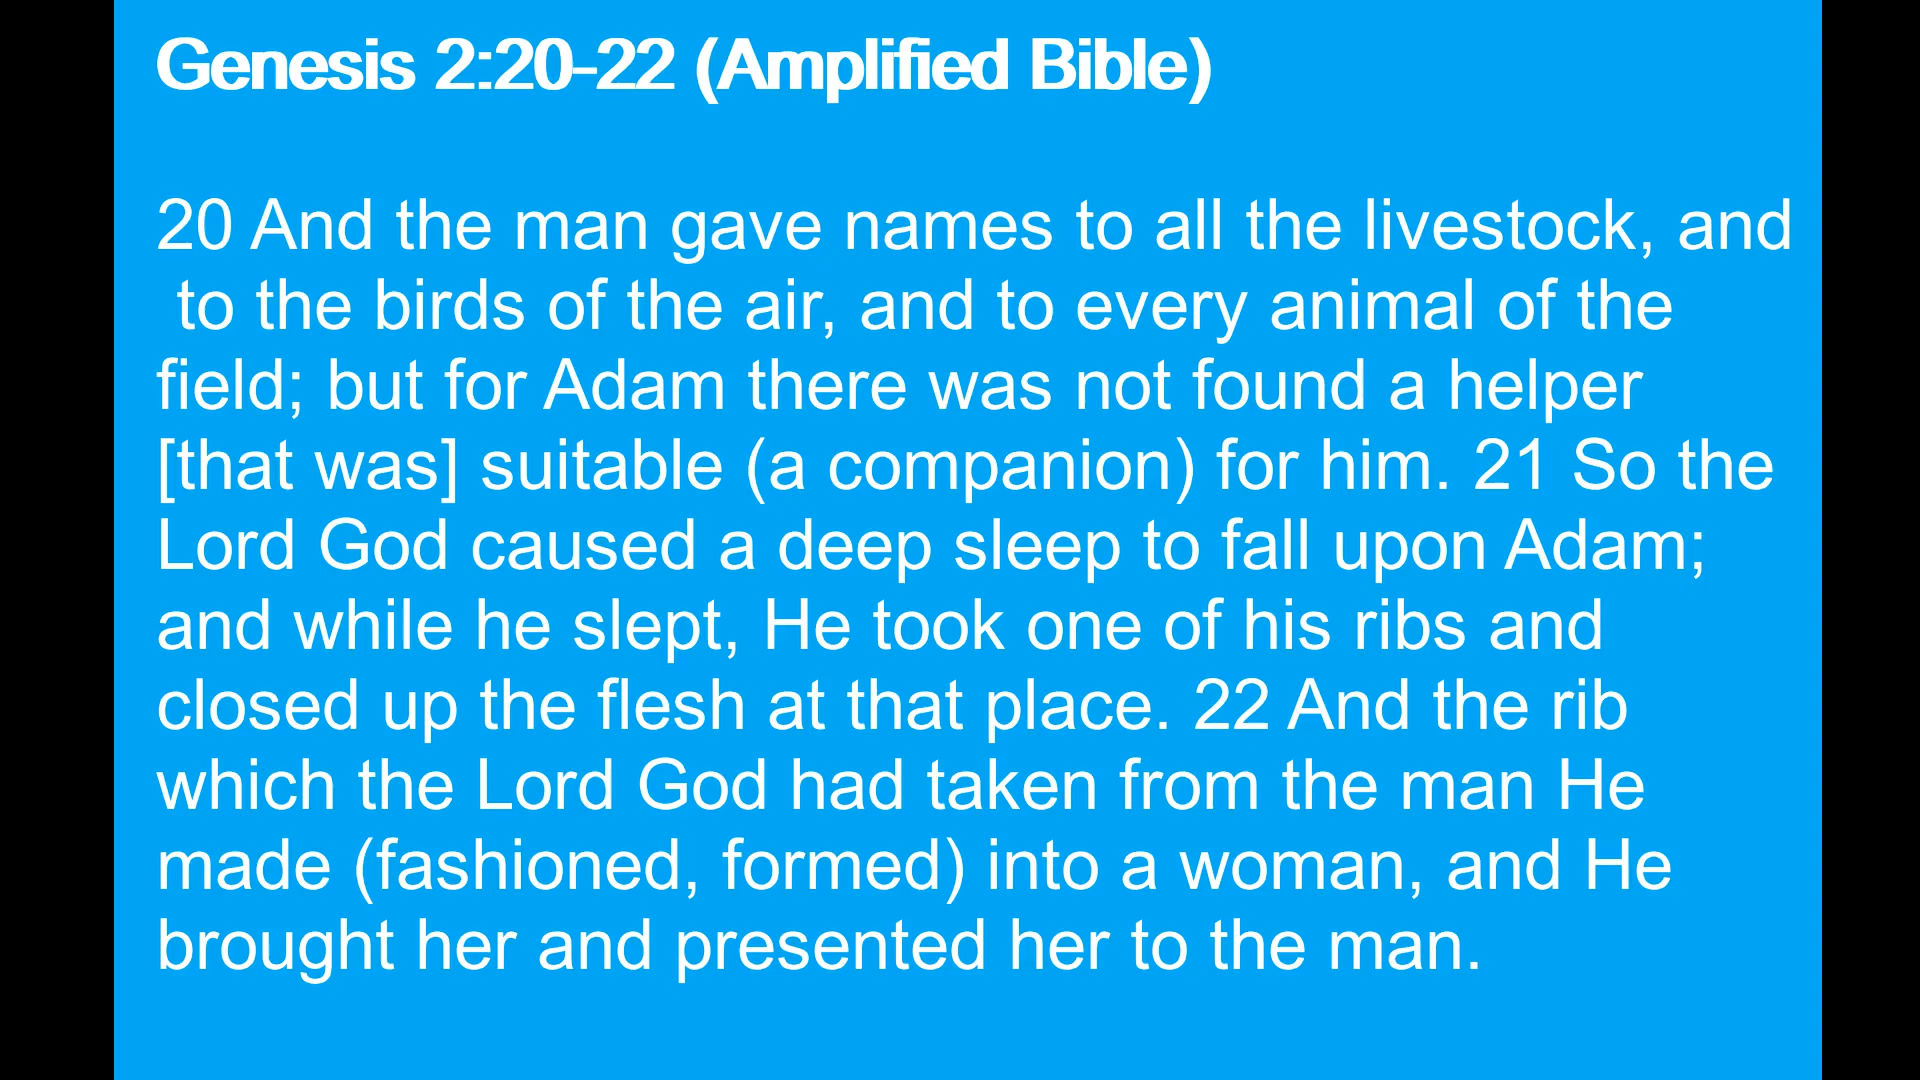 Genesis 2:20-22 (Amplified Bible)
20 And the man gave names to all the livestock, and
to the birds of the air, and to every animal of the
field; but for Adam there was not found a helper
[that was] suitable (a companion) for him. 21 So the
Lord God caused a deep sleep to fall upon Adam;
and while he slept, He took one of his ribs and
closed up the flesh at that place. 22 And the rib
which the Lord God had taken from the man He
made (fashioned, formed) into a woman, and He
brought her and presented her to the man.